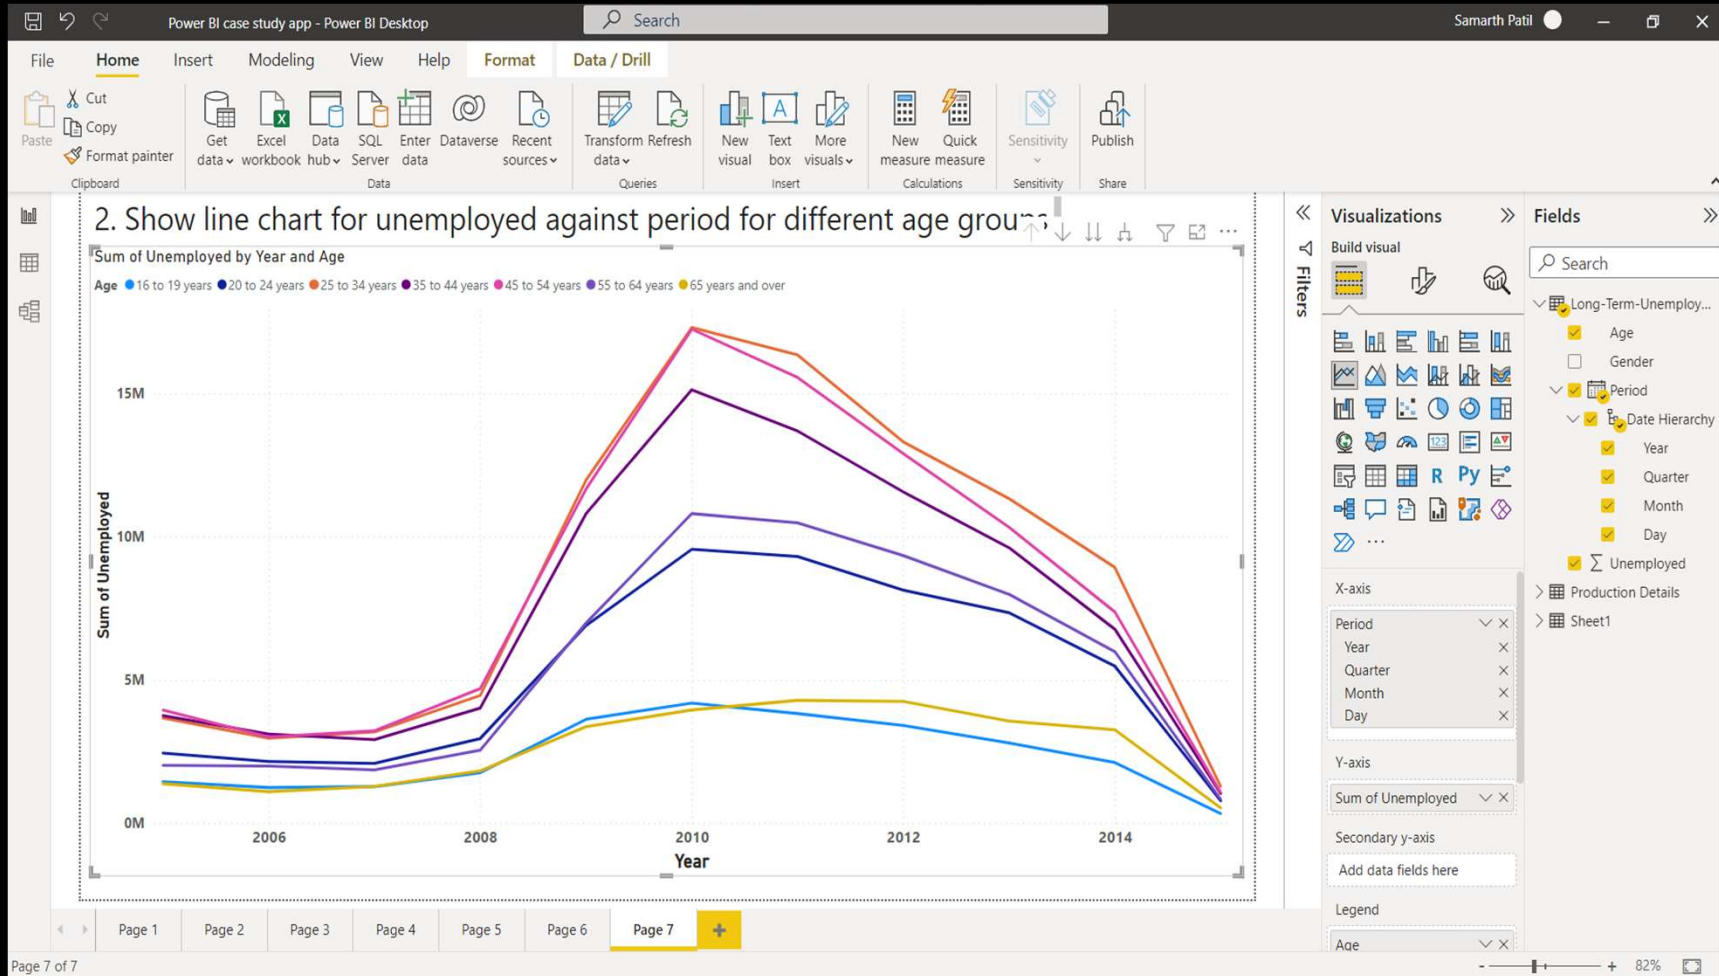 Power BI case study app - Power BI Desktop
Search
Samarth Patil
File Home Insert Modeling View Help Format Data / Drill
Paste
Cut
Copy
Format painter
Clipboard
Get data
Excel workbook
Data hub
SQL Server
Enter data
Dataverse
Recent sources
Data
Transform data
Refresh
Queries
New visual
Text box
More visuals
Insert
New measure
Quick measure
Calculations
Sensitivity
Sensitivity
Publish
Share
2. Show line chart for unemployed against period for different age groups
Sum of Unemployed by Year and Age
Age 16 to 19 years 20 to 24 years 25 to 34 years 35 to 44 years 45 to 54 years 55 to 64 years 65 years and over
Sum of Unemployed
15M
10M
5M
0M
2006 2008 2010 2012 2014
Year
Filters
Visualizations
Build visual
123
R Py
X-axis
Period
Year
Quarter
Month
Day
Y-axis
Sum of Unemployed
Secondary y-axis
Add data fields here
Legend
Age
Fields
Search
Long-Term-Unemploy...
Age
Gender
Period
Date Hierarchy
Year
Quarter
Month
Day
Unemployed
Production Details
Sheet1
Page 1 Page 2 Page 3 Page 4 Page 5 Page 6 Page 7
Page 7 of 7
82%